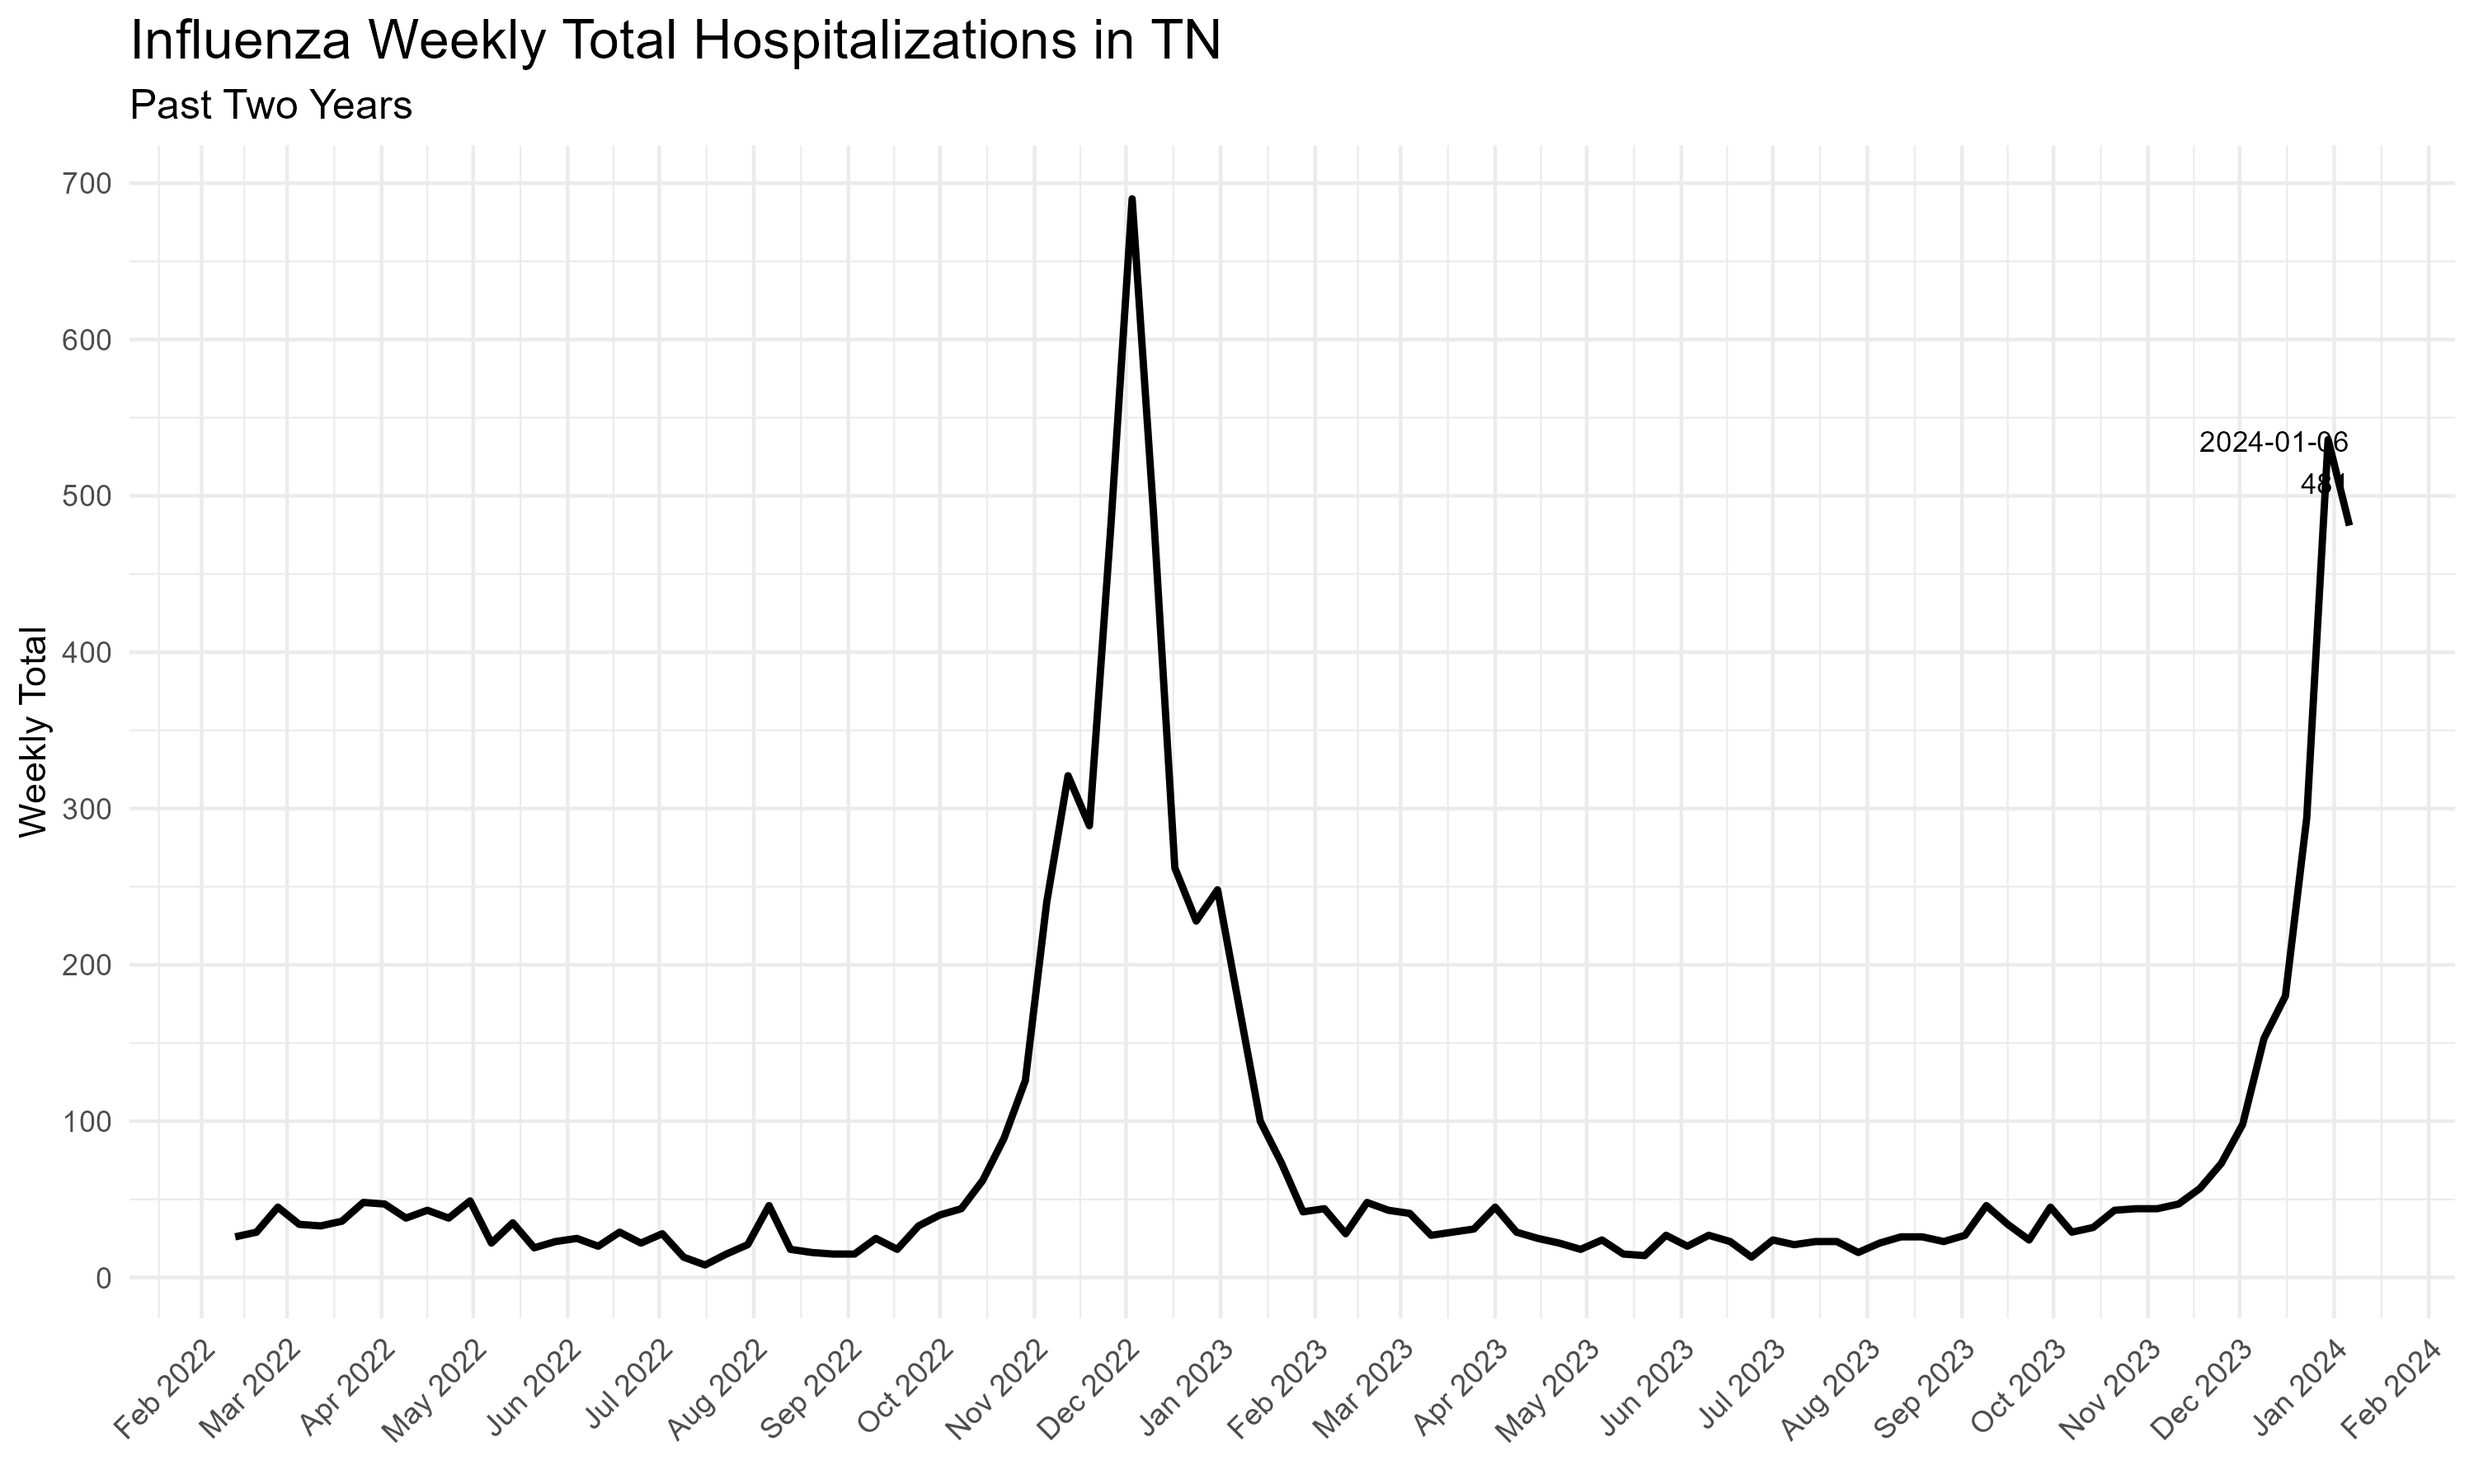 Influenza Weekly Total Hospitalizations in TN
Past Two Years
Weekly Total
700
600
500
400
300
200
100
0
2024-01-06
481
Feb 2022
Mar 2022
Apr 2022
May 2022
Jun 2022
Jul 2022
Aug 2022
Sep 2022
Oct 2022
Nov 2022
Dec 2022
Jan 2023
Feb 2023
Mar 2023
Apr 2023
May 2023
Jun 2023
Jul 2023
Aug 2023
Sep 2023
Oct 2023
Nov 2023
Dec 2023
Jan 2024
Feb 2024